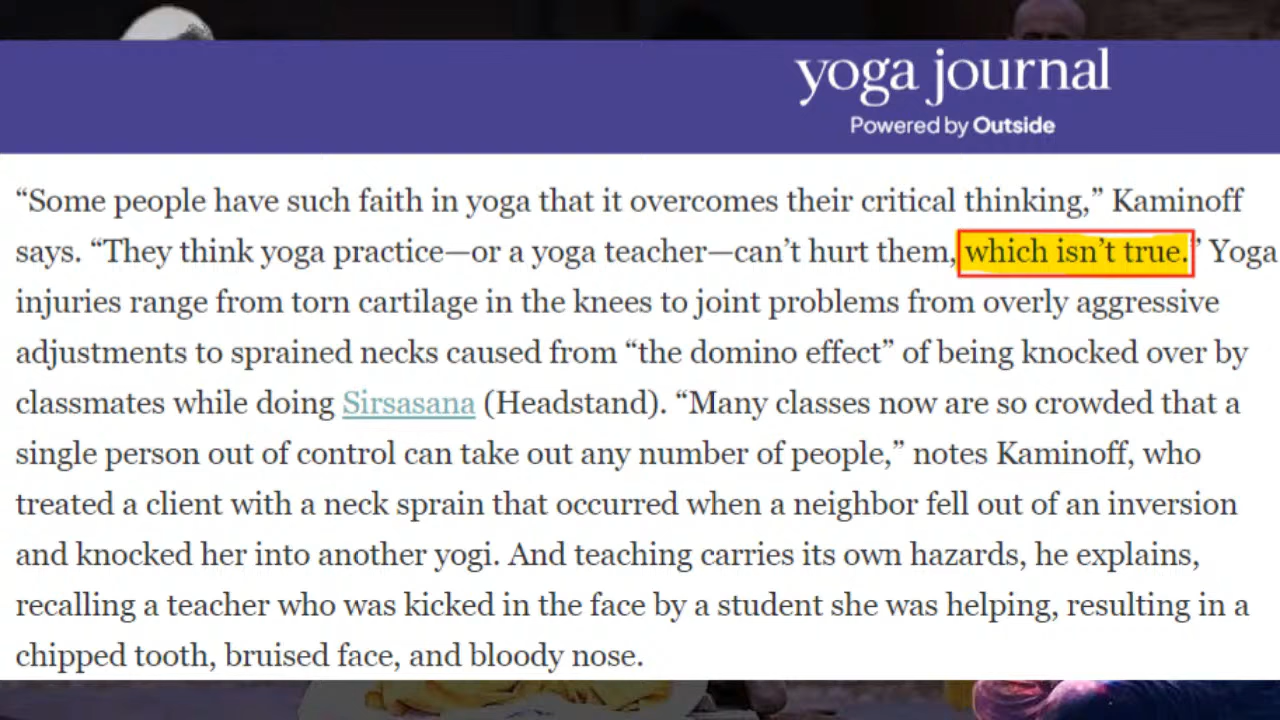 yoga journal
Powered by Outside
“Some people have such faith in yoga that it overcomes their critical thinking,” Kaminoff
says. “They think yoga practice—or a yoga teacher—can’t hurt them, which isn’t true.” Yoga
injuries range from torn cartilage in the knees to joint problems from overly aggressive
adjustments to sprained necks caused from “the domino effect” of being knocked over by
classmates while doing Sirsasana (Headstand). “Many classes now are so crowded that a
single person out of control can take out any number of people,” notes Kaminoff, who
treated a client with a neck sprain that occurred when a neighbor fell out of an inversion
and knocked her into another yogi. And teaching carries its own hazards, he explains,
recalling a teacher who was kicked in the face by a student she was helping, resulting in a
chipped tooth, bruised face, and bloody nose.